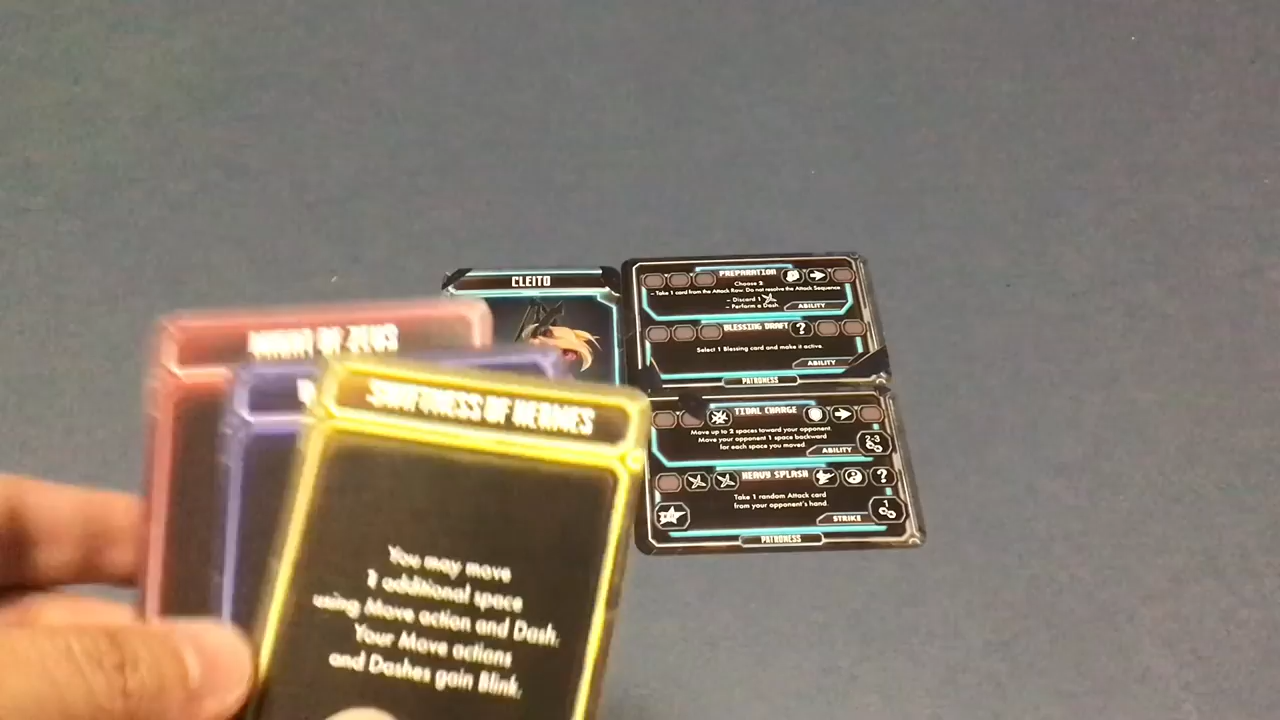 CLEITO
PREPARATION
Choose 2:
- Take 1 card from the Attack Row. Do not resolve the Attack Sequence
- Discard 1
- Perform a Dash.
ABILITY
BLESSING DRAFT
?
Select 1 Blessing card and make it active.
ABILITY
PATRONESS
TIDAL CHARGE
Move up to 2 spaces toward your opponent.
Move your opponent 1 space backward
for each space you moved.
ABILITY
2-3
HEAVY SPLASH
?
Take 1 random Attack card
from your opponent's hand.
STRIKE
1
PATRONESS
OF ZEUS
SWIFTNESS OF HERMES
You may move
additional space
using Move action and Dash.
Your Move actions
and Dashes gain Blink.